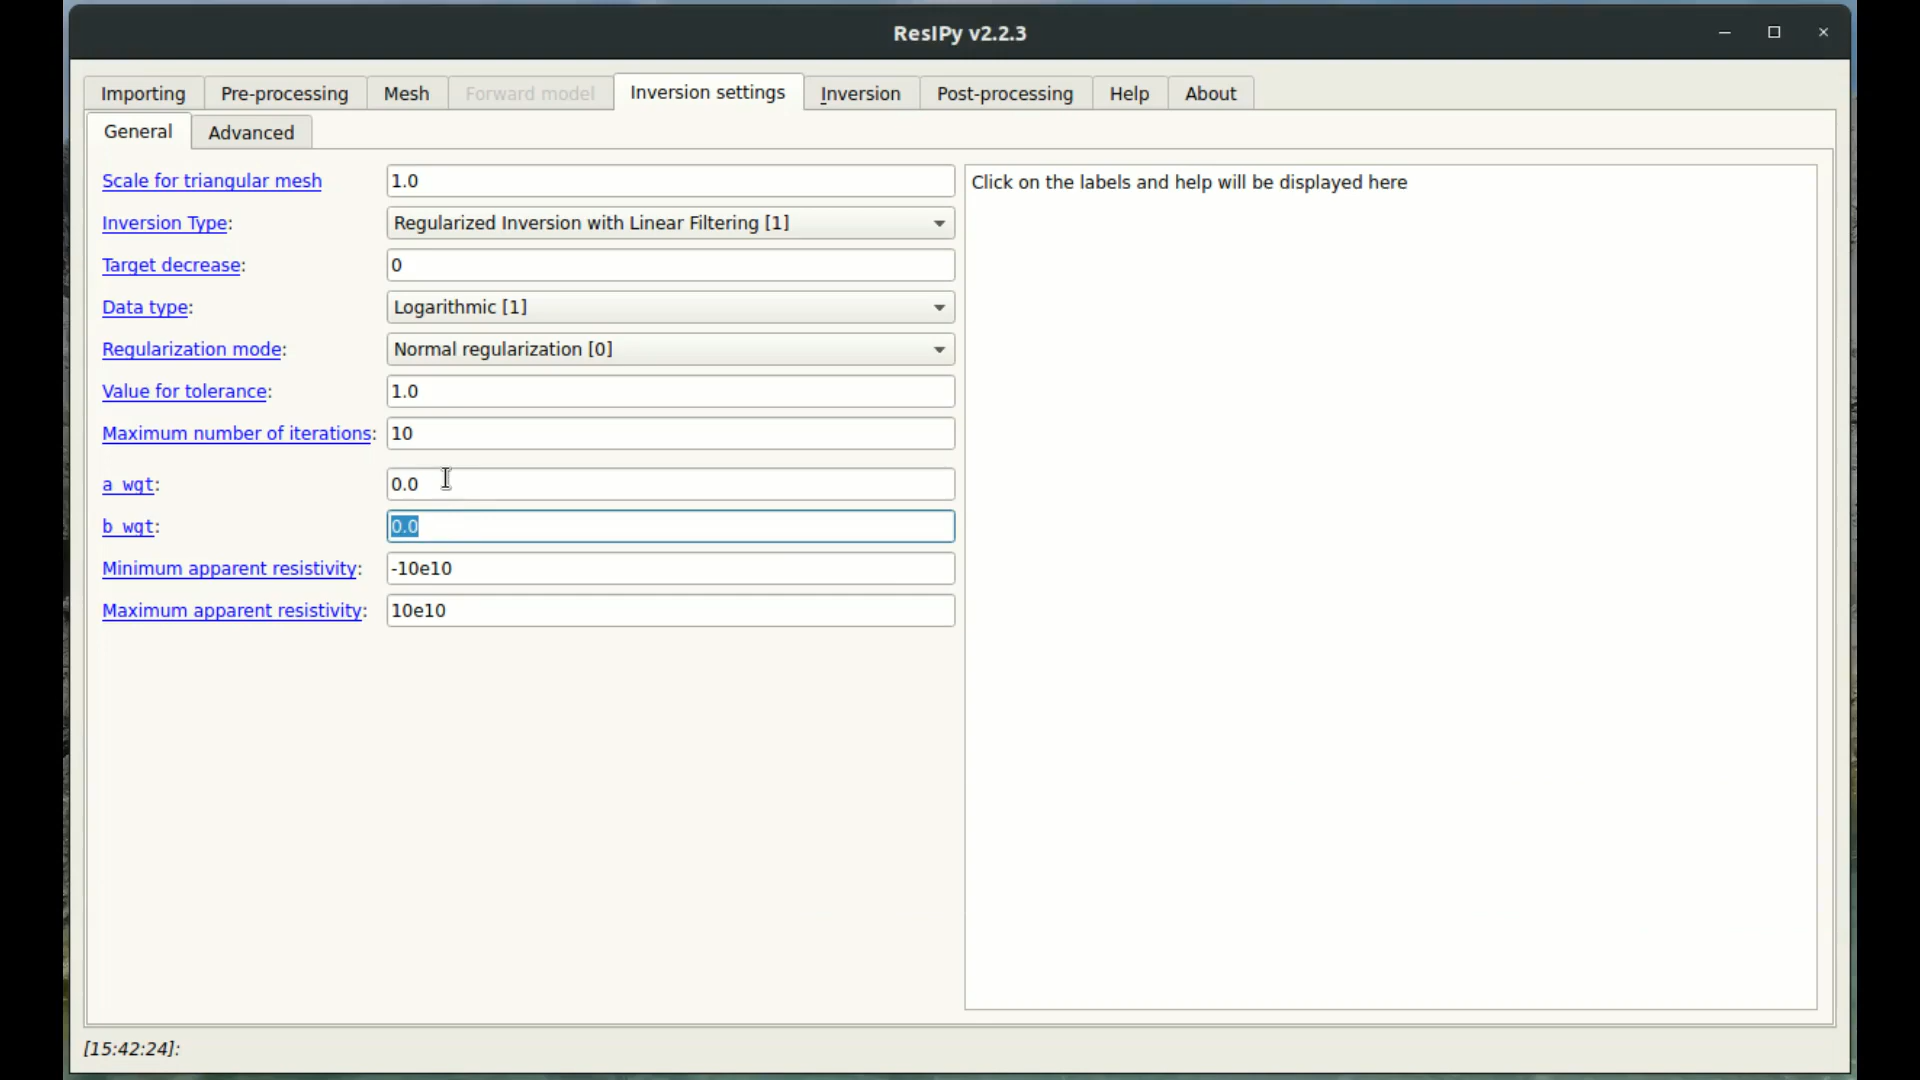 ResIPy v2.2.3
Importing Pre-processing Mesh Forward model Inversion settings Inversion Post-processing Help About
General Advanced
Scale for triangular mesh 1.0
Inversion Type: Regularized Inversion with Linear Filtering [1]
Target decrease: 0
Data type: Logarithmic [1]
Regularization mode: Normal regularization [0]
Value for tolerance: 1.0
Maximum number of iterations: 10
a_wgt: 0.0
b_wgt: 0.0
Minimum apparent resistivity: -10e10
Maximum apparent resistivity: 10e10
Click on the labels and help will be displayed here
[15:42:24]: